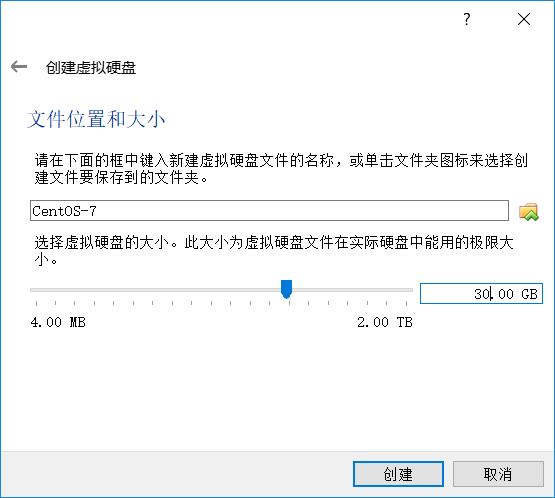 ?
创建虚拟硬盘
文件位置和大小
请在下面的框中键入新建虚拟硬盘文件的名称，或单击文件夹图标来选择创
建文件要保存到的文件夹。
CentOS-7
选择虚拟硬盘的大小。此大小为虚拟硬盘文件在实际硬盘中能用的极限大
小。
30.00 GB
4.00 MB 2.00 TB
创建 取消